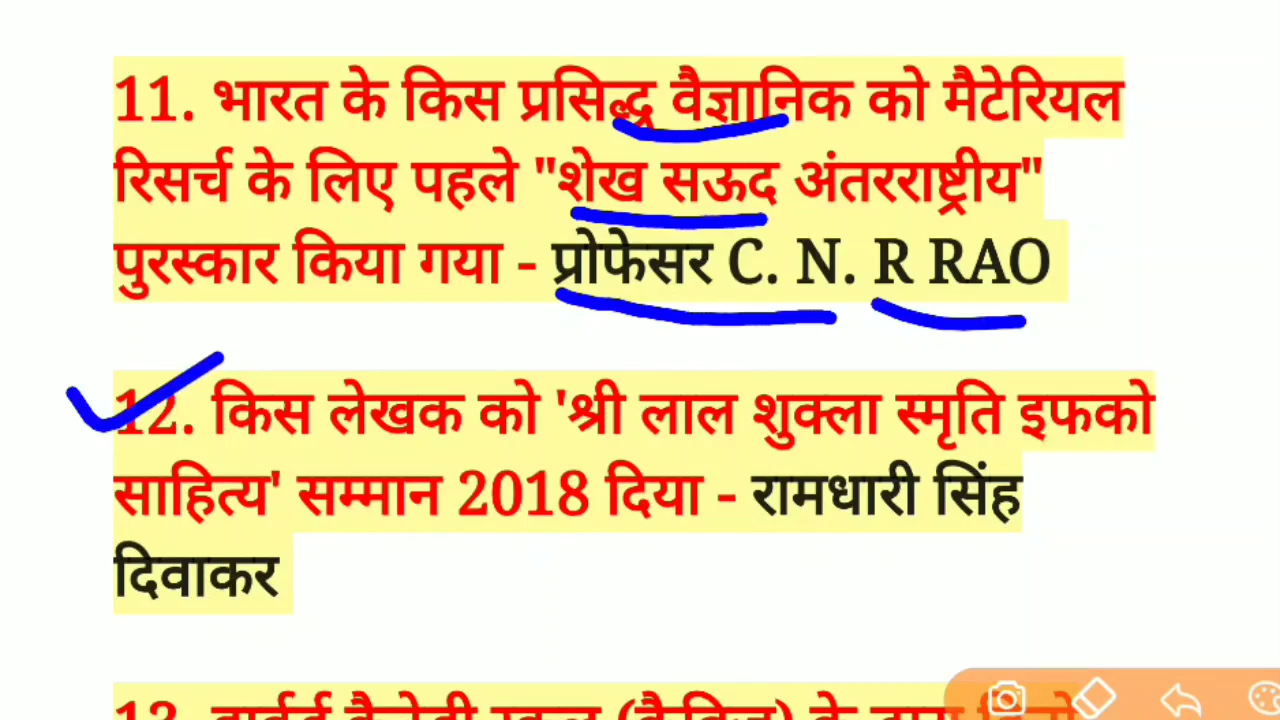 11. भारत के किस प्रसिद्ध वैज्ञानिक को मैटेरियल
रिसर्च के लिए पहले "शेख सऊद अंतरराष्ट्रीय"
पुरस्कार किया गया - प्रोफेसर C. N. R RAO
12. किस लेखक को 'श्री लाल शुक्ला स्मृति इफको
साहित्य' सम्मान 2018 दिया - रामधारी सिंह
दिवाकर
13.